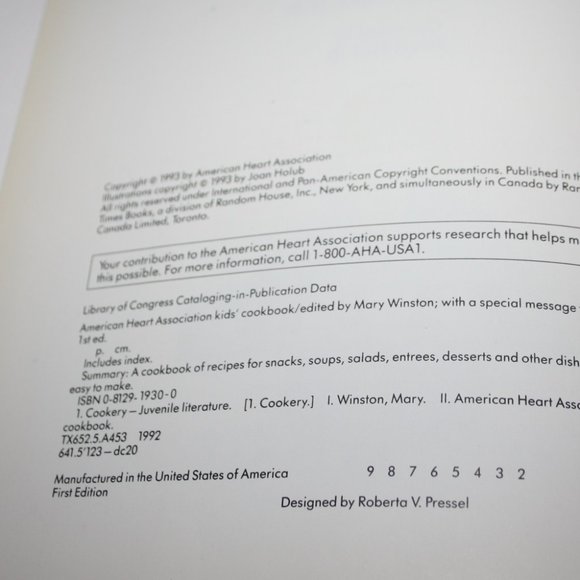 Copyright © 1993 by American Heart Association
Illustrations copyright © 1993 by Joan Holub
All rights reserved under International and Pan-American Copyright Conventions. Published in th
Times Books, a division of Random House, Inc., New York, and simultaneously in Canada by Ran
Canada Limited, Toronto.
Your contribution to the American Heart Association supports research that helps m
this possible. For more information, call 1-800-AHA-USA1.
Library of Congress Cataloging-in-Publication Data
American Heart Association kids' cookbook/edited by Mary Winston; with a special message
1st ed.
p. cm.
Includes index.
Summary: A cookbook of recipes for snacks, soups, salads, entrees, desserts and other dish
easy to make.
ISBN 0-8129-1930-0
1. Cookery—Juvenile literature. [1. Cookery.] I. Winston, Mary. II. American Heart Asso
cookbook.
TX652.5.A453 1992
641.5'123—dc20
Manufactured in the United States of America
9 8 7 6 5 4 3 2
First Edition
Designed by Roberta V. Pressel